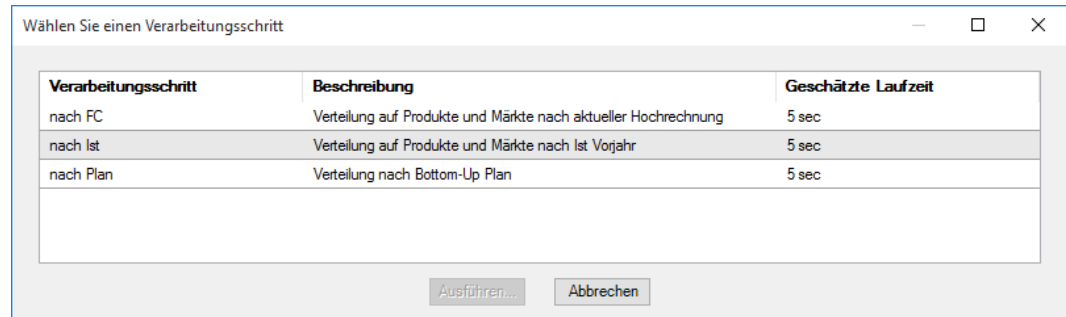 Wählen Sie einen Verarbeitungsschritt
Verarbeitungsschritt Beschreibung Geschätzte Laufzeit
nach FC Verteilung auf Produkte und Märkte nach aktueller Hochrechnung 5 sec
nach Ist Verteilung auf Produkte und Märkte nach Ist Vorjahr 5 sec
nach Plan Verteilung nach Bottom-Up Plan 5 sec
Ausführen... Abbrechen